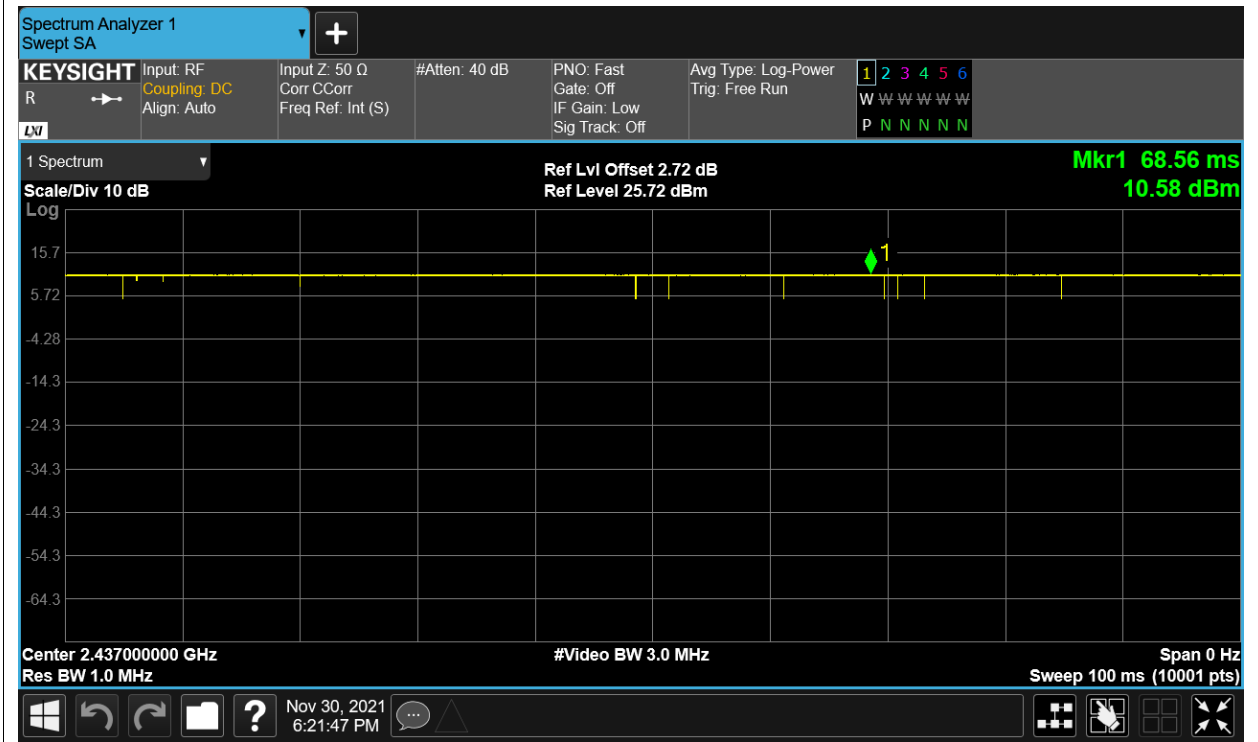 Spectrum Analyzer 1
Swept SA
KEYSIGHT
R
LXI
Input: RF
Coupling: DC
Align: Auto
Input Z: 50 Ω
Corr CCorr
Freq Ref: Int (S)
#Atten: 40 dB
PNO: Fast
Gate: Off
IF Gain: Low
Sig Track: Off
Avg Type: Log-Power
Trig: Free Run
1 2 3 4 5 6
W W W W W W
P N N N N N
1 Spectrum
Scale/Div 10 dB
Log
Ref Lvl Offset 2.72 dB
Ref Level 25.72 dBm
Mkr1 68.56 ms
10.58 dBm
1
15.7
5.72
-4.28
-14.3
-24.3
-34.3
-44.3
-54.3
-64.3
Center 2.437000000 GHz
#Video BW 3.0 MHz
Span 0 Hz
Res BW 1.0 MHz
Sweep 100 ms (10001 pts)
?
Nov 30, 2021
6:21:47 PM